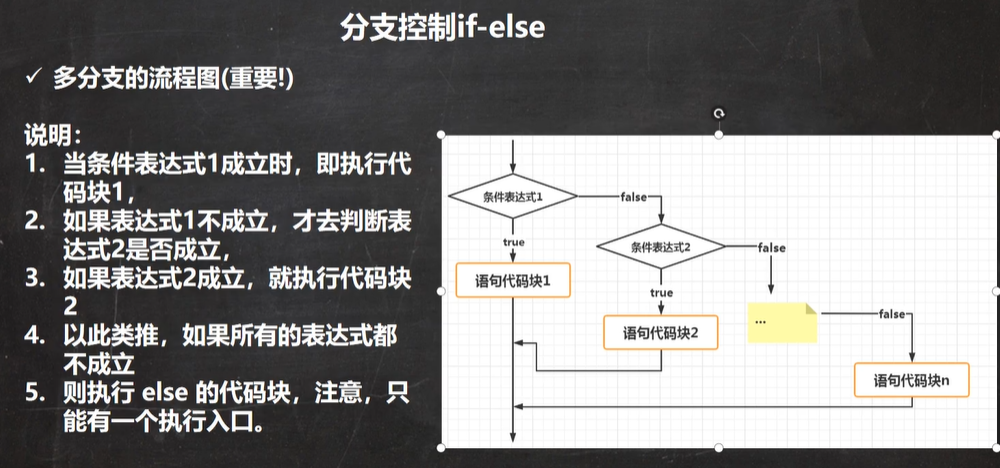 分支控制if-else
✓ 多分支的流程图(重要!)
说明：
1. 当条件表达式1成立时，即执行代
码块1，
2. 如果表达式1不成立，才去判断表
达式2是否成立，
3. 如果表达式2成立，就执行代码块
2
4. 以此类推，如果所有的表达式都
不成立
5. 则执行 else 的代码块，注意，只
能有一个执行入口。
条件表达式1
false
true
条件表达式2
false
语句代码块1
true
...
false
语句代码块2
语句代码块n